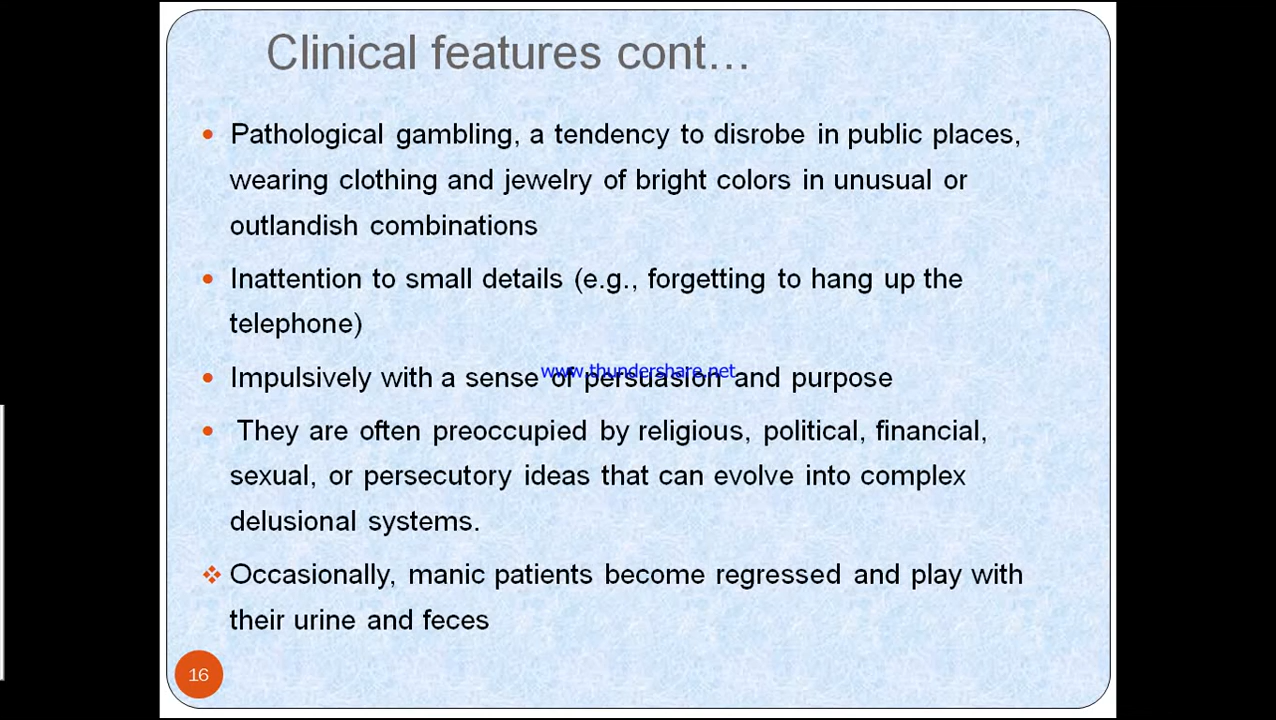 Clinical features cont…
Pathological gambling, a tendency to disrobe in public places,
wearing clothing and jewelry of bright colors in unusual or
outlandish combinations
Inattention to small details (e.g., forgetting to hang up the
telephone)
www.thundershare.net
Impulsively with a sense of persuasion and purpose
They are often preoccupied by religious, political, financial,
sexual, or persecutory ideas that can evolve into complex
delusional systems.
Occasionally, manic patients become regressed and play with
their urine and feces
16